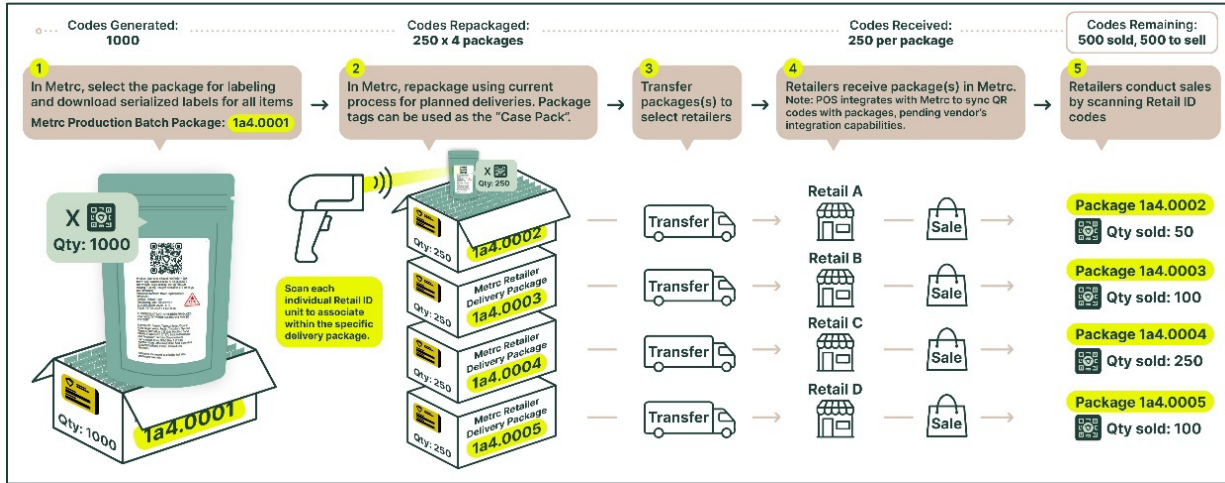 Codes Generated:
1000
Codes Repackaged:
250 x 4 packages
Codes Received:
250 per package
Codes Remaining:
500 sold, 500 to sell
1
In Metrc, select the package for labeling
and download serialized labels for all items
Metrc Production Batch Package: 1a4.0001
2
In Metrc, repackage using current
process for planned deliveries. Package
tags can be used as the “Case Pack”.
3
Transfer
packages(s) to
select retailers
4
Retailers receive package(s) in Metrc.
Note: POS integrates with Metrc to sync QR
codes with packages, pending vendor’s
integration capabilities.
5
Retailers conduct sales
by scanning Retail ID
codes
X
Qty: 1000
Qty: 1000
1a4.0001
Scan each
individual Retail ID
unit to associate
within the specific
delivery package.
X
Qty: 250
Qty: 250
1a4.0002
Metrc Retailer
Delivery Package
Qty: 250
1a4.0003
Metrc Retailer
Delivery Package
Qty: 250
1a4.0004
Metrc Retailer
Delivery Package
Qty: 250
1a4.0005
Transfer
Retail A
Sale
Package 1a4.0002
Qty sold: 50
Transfer
Retail B
Sale
Package 1a4.0003
Qty sold: 100
Transfer
Retail C
Sale
Package 1a4.0004
Qty sold: 250
Transfer
Retail D
Sale
Package 1a4.0005
Qty sold: 100